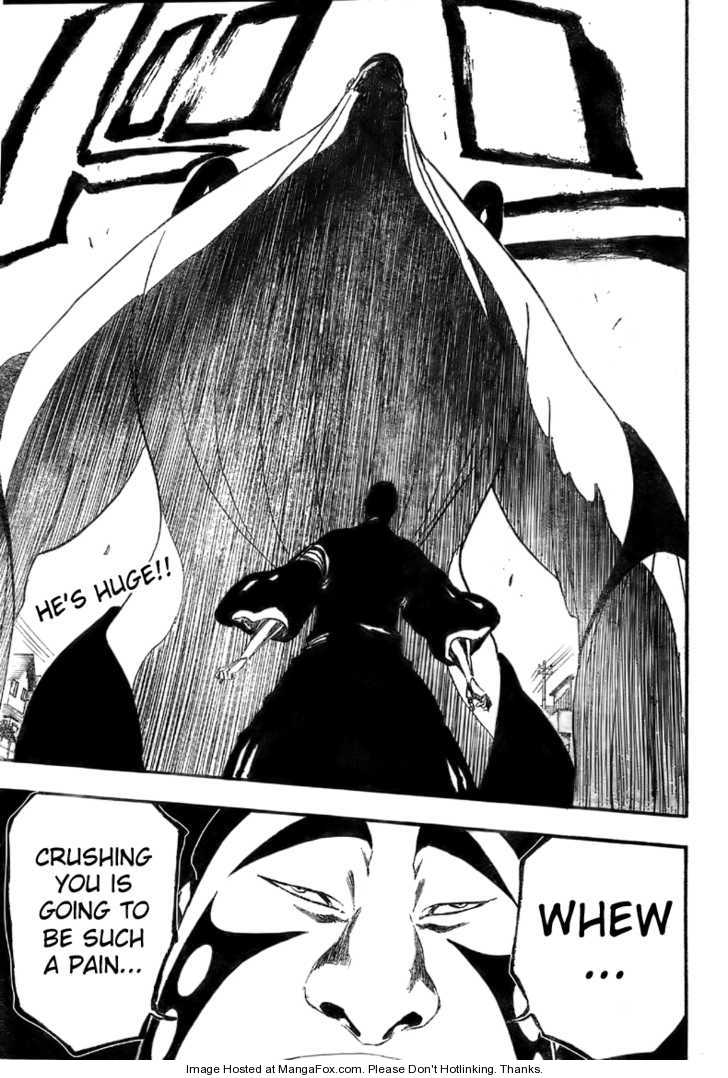 HE'S HUGE!!
WHEW
...
CRUSHING
YOU IS
GOING TO
BE SUCH
A PAIN...
Image Hosted at MangaFox.com. Please Don't Hotlinking. Thanks.